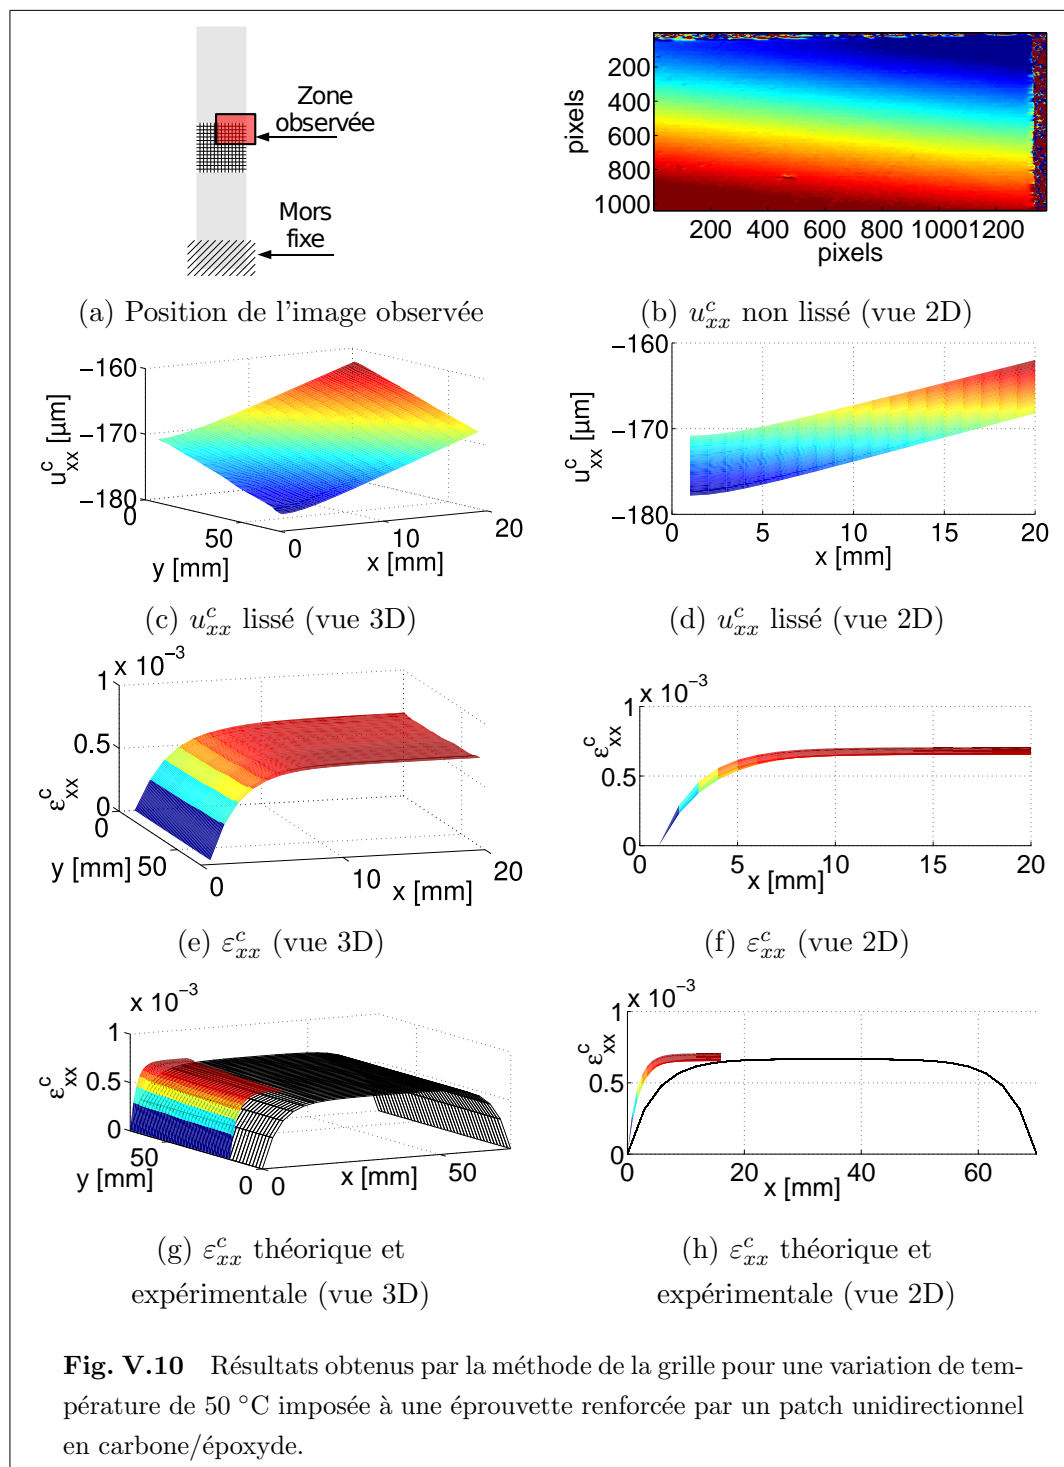 Zone
observée
Mors
fixe
(a) Position de l'image observée
pixels
200
400
600
800
1000
200 400 600 800 1000 1200
pixels
(b) u^c_xx non lissé (vue 2D)
u^c_xx [µm]
−160
−170
−180
0
50
y [mm]
0
10
20
x [mm]
(c) u^c_xx lissé (vue 3D)
u^c_xx [µm]
−160
−170
−180
0 5 10 15 20
x [mm]
(d) u^c_xx lissé (vue 2D)
x 10^−3
ε^c_xx
1
0.5
0
0
50
y [mm]
0
10
20
x [mm]
(e) ε^c_xx (vue 3D)
x 10^−3
ε^c_xx
1
0.5
0
0 5 10 15 20
x [mm]
(f) ε^c_xx (vue 2D)
x 10^−3
ε^c_xx
1
0.5
0
50
0
y [mm]
0
50
x [mm]
(g) ε^c_xx théorique et
expérimentale (vue 3D)
x 10^−3
ε^c_xx
1
0.5
0
0 20 40 60
x [mm]
(h) ε^c_xx théorique et
expérimentale (vue 2D)
Fig. V.10 Résultats obtenus par la méthode de la grille pour une variation de tem-
pérature de 50 °C imposée à une éprouvette renforcée par un patch unidirectionnel
en carbone/époxyde.